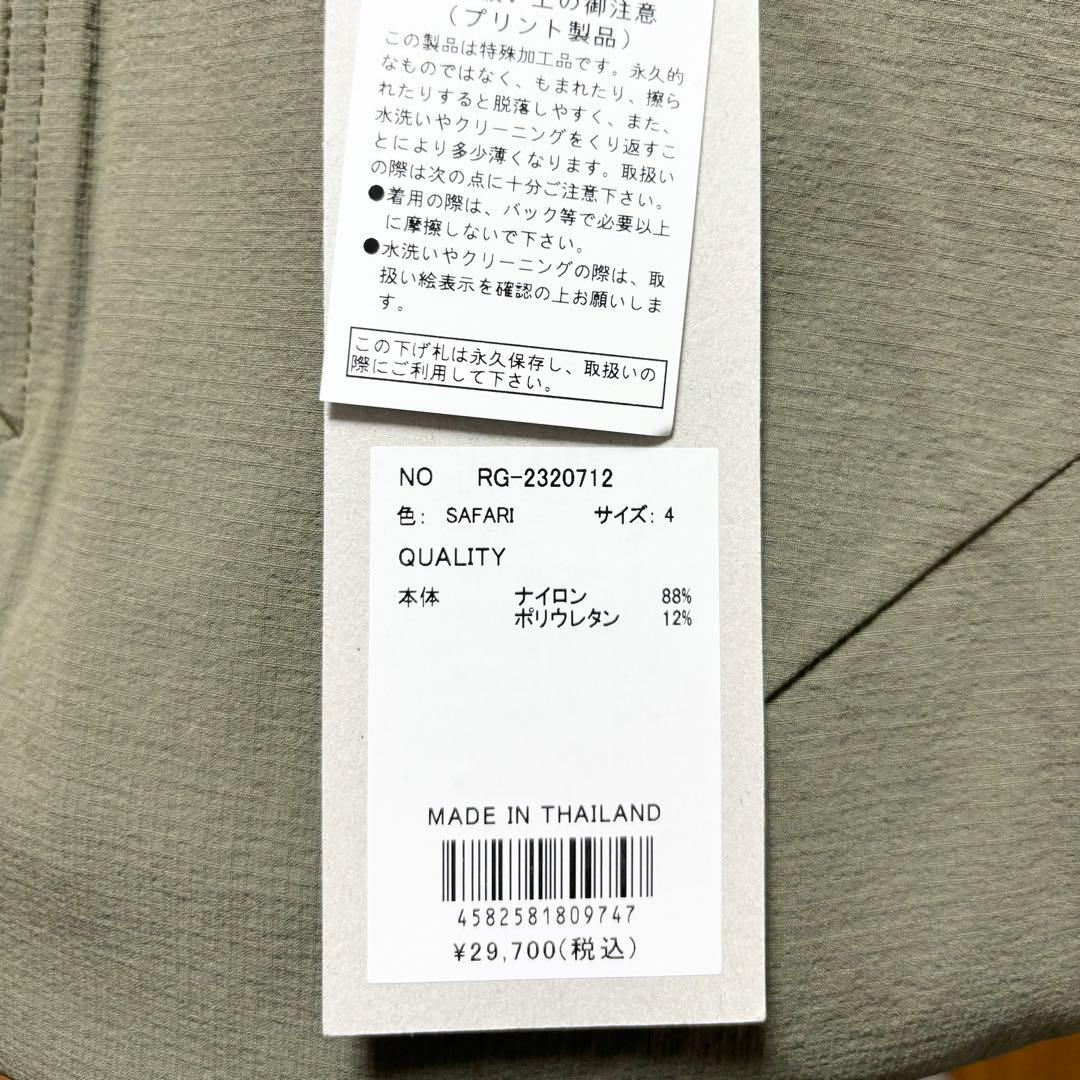 上の御注意
(プリント製品)
この製品は特殊加工品です。永久的
なものではなく、もまれたり、擦ら
れたりすると脱落しやすく、また、
水洗いやクリーニングをくり返すこ
とにより多少薄くなります。取扱い
の際は次の点に十分ご注意下さい。
●着用の際は、バック等で必要以上
に摩擦しないで下さい。
●水洗いやクリーニングの際は、取
扱い絵表示を確認の上お願いしま
す。
この下げ札は永久保存し、取扱いの
際にご利用して下さい。
NO RG-2320712
色: SAFARI サイズ: 4
QUALITY
本体 ナイロン 88%
ポリウレタン 12%
MADE IN THAILAND
4582581809747
¥29,700(税込)